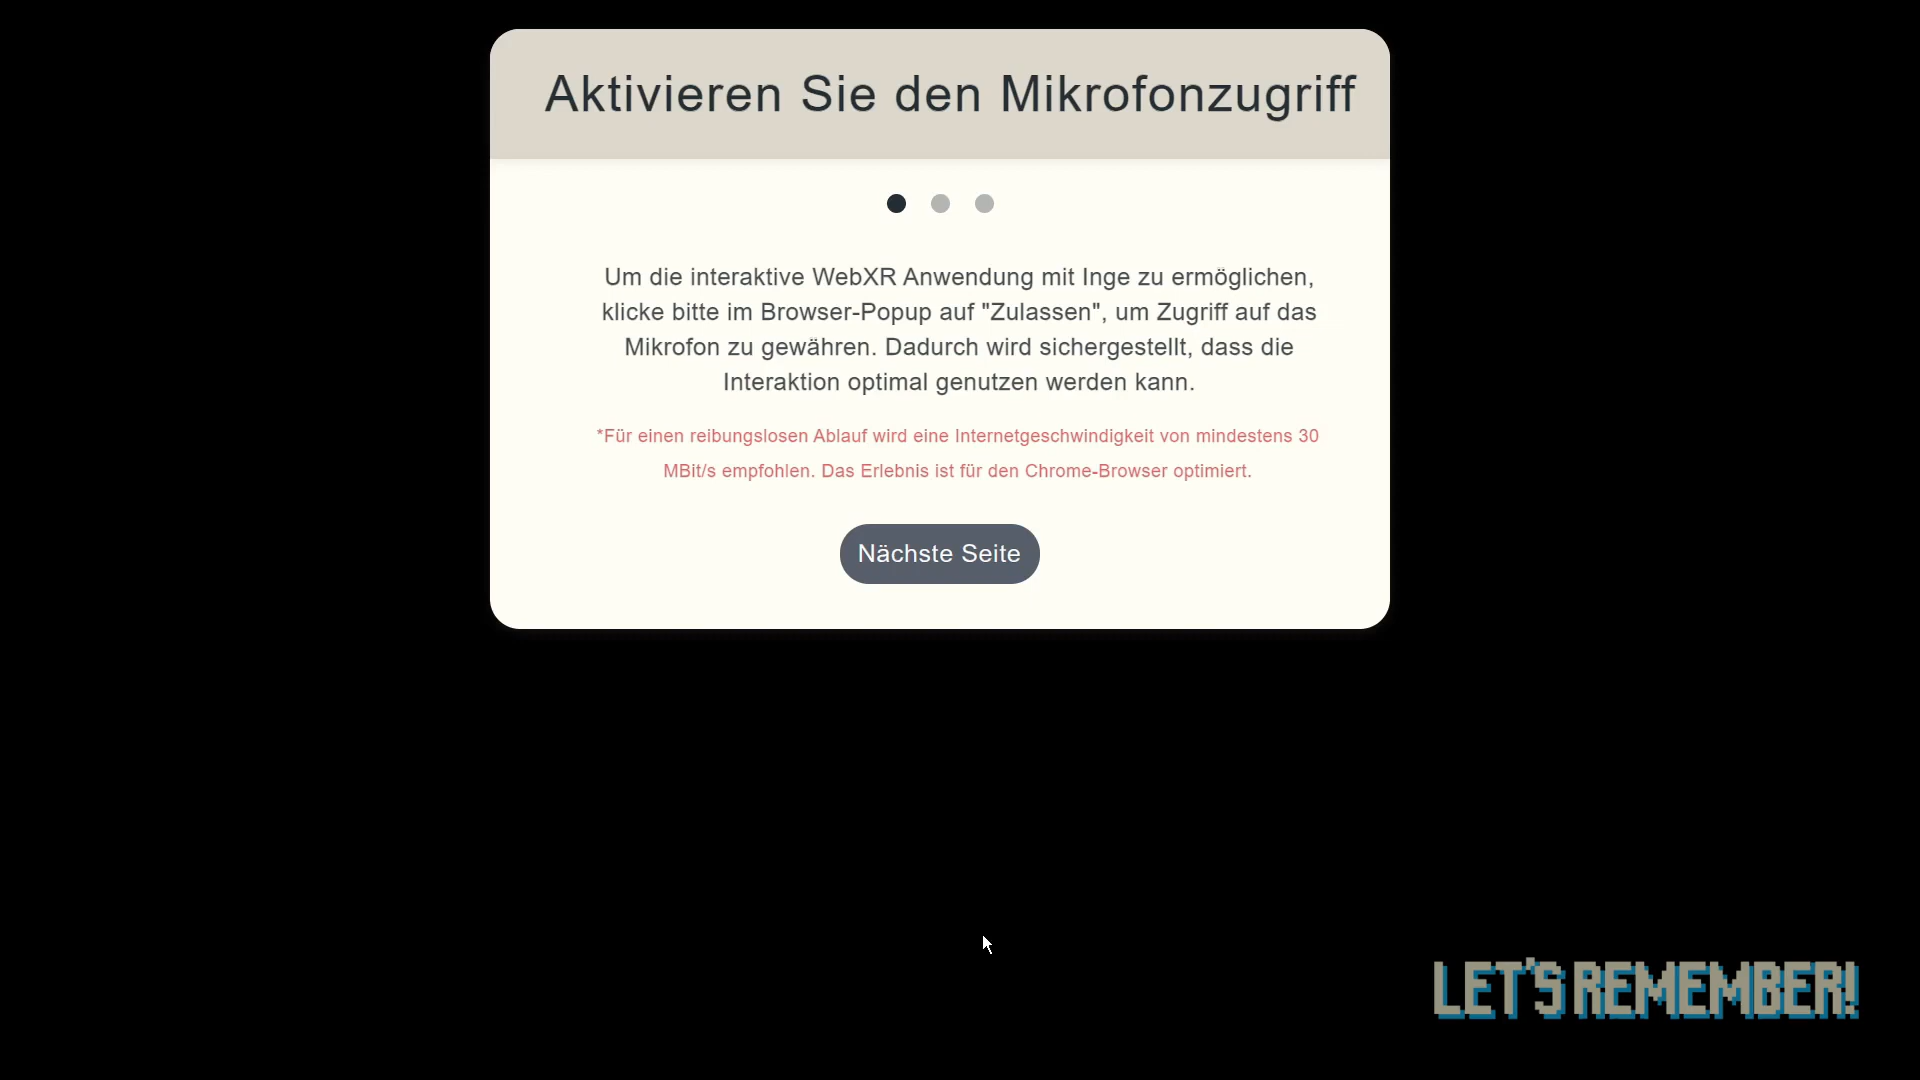 Aktivieren Sie den Mikrofonzugriff
Um die interaktive WebXR Anwendung mit Inge zu ermöglichen,
klicke bitte im Browser-Popup auf "Zulassen", um Zugriff auf das
Mikrofon zu gewähren. Dadurch wird sichergestellt, dass die
Interaktion optimal genutzen werden kann.
*Für einen reibungslosen Ablauf wird eine Internetgeschwindigkeit von mindestens 30
MBit/s empfohlen. Das Erlebnis ist für den Chrome-Browser optimiert.
Nächste Seite
LET'S REMEMBER!